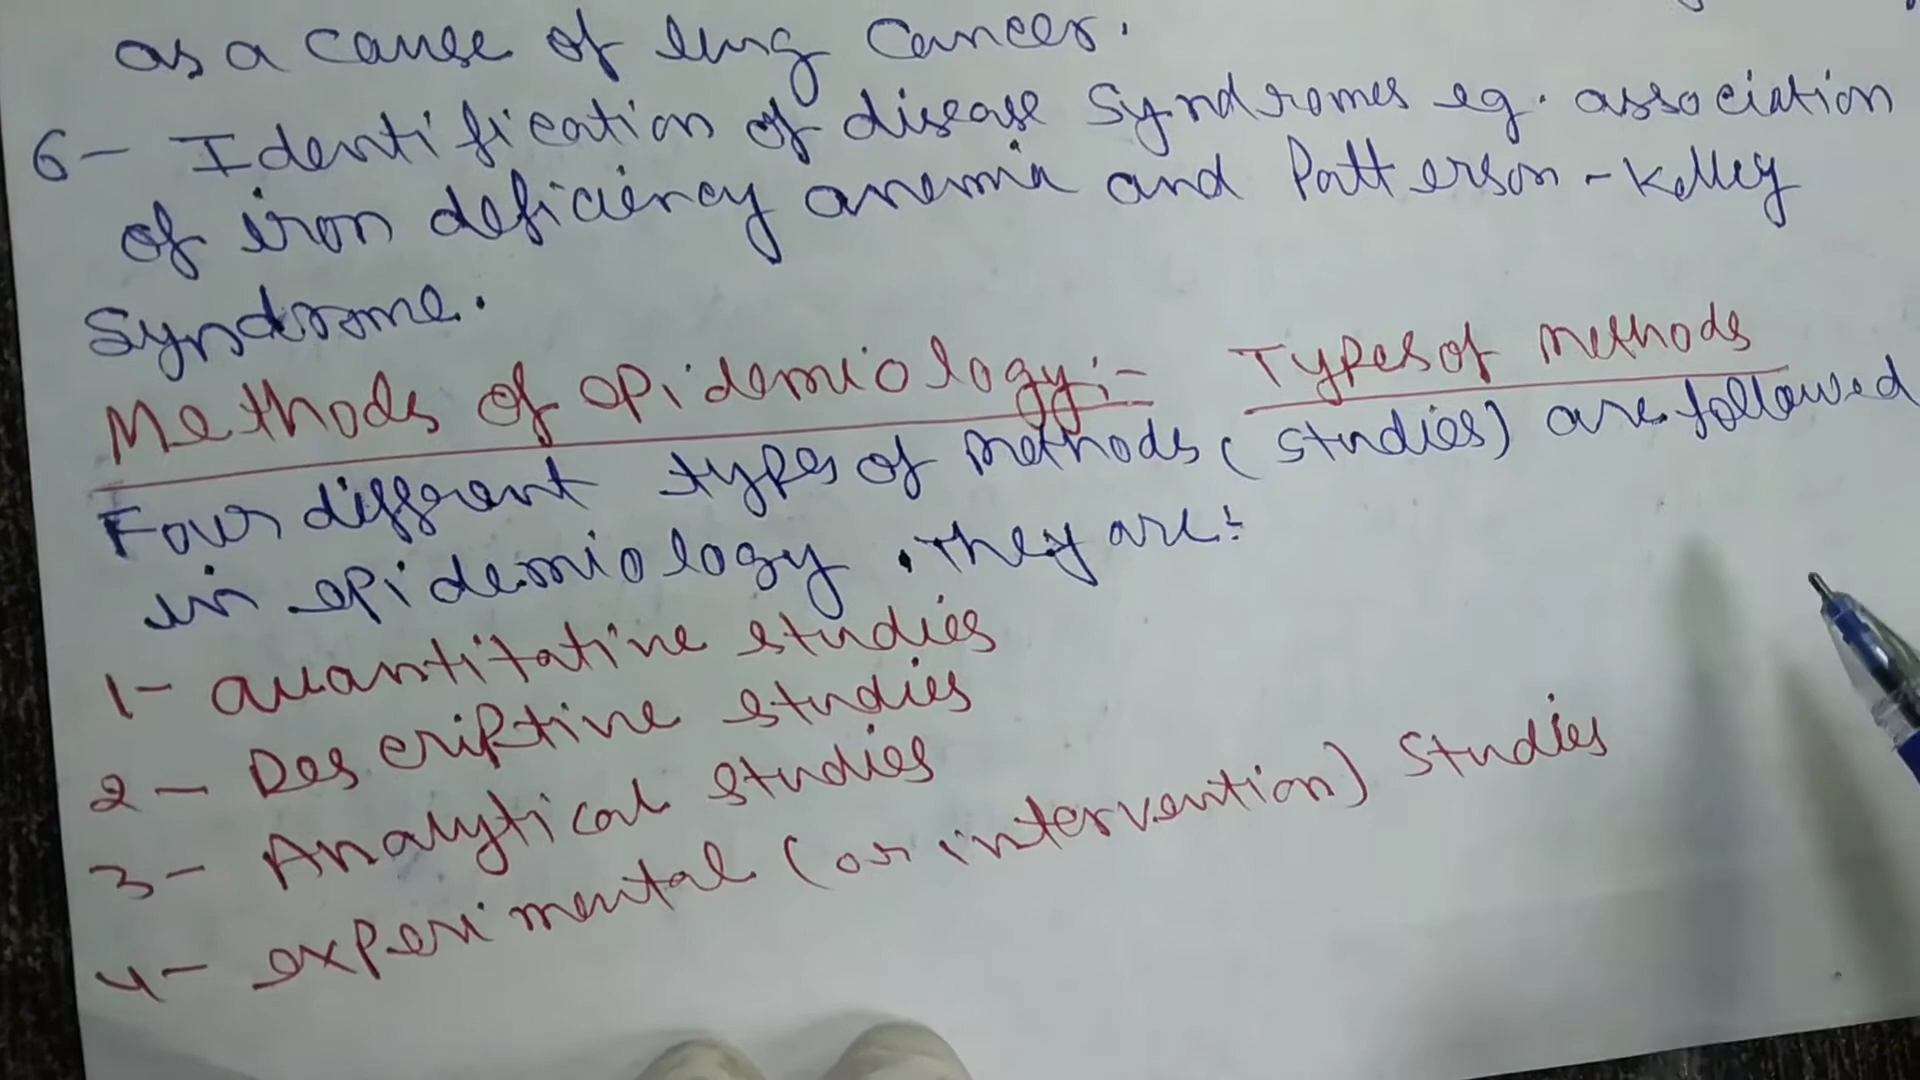 as a cause of lung cancer.
6- Identification of disease syndromes eg. association
of iron deficiency anemia and Patterson-Kelley
syndrome.
Methods of epidemiology:- Types of methods
Four different types of methods (studies) are followed
in epidemiology. They are:
1- Quantitative studies
2- Descriptive studies
3- Analytical studies
4- experimental (or intervention) studies